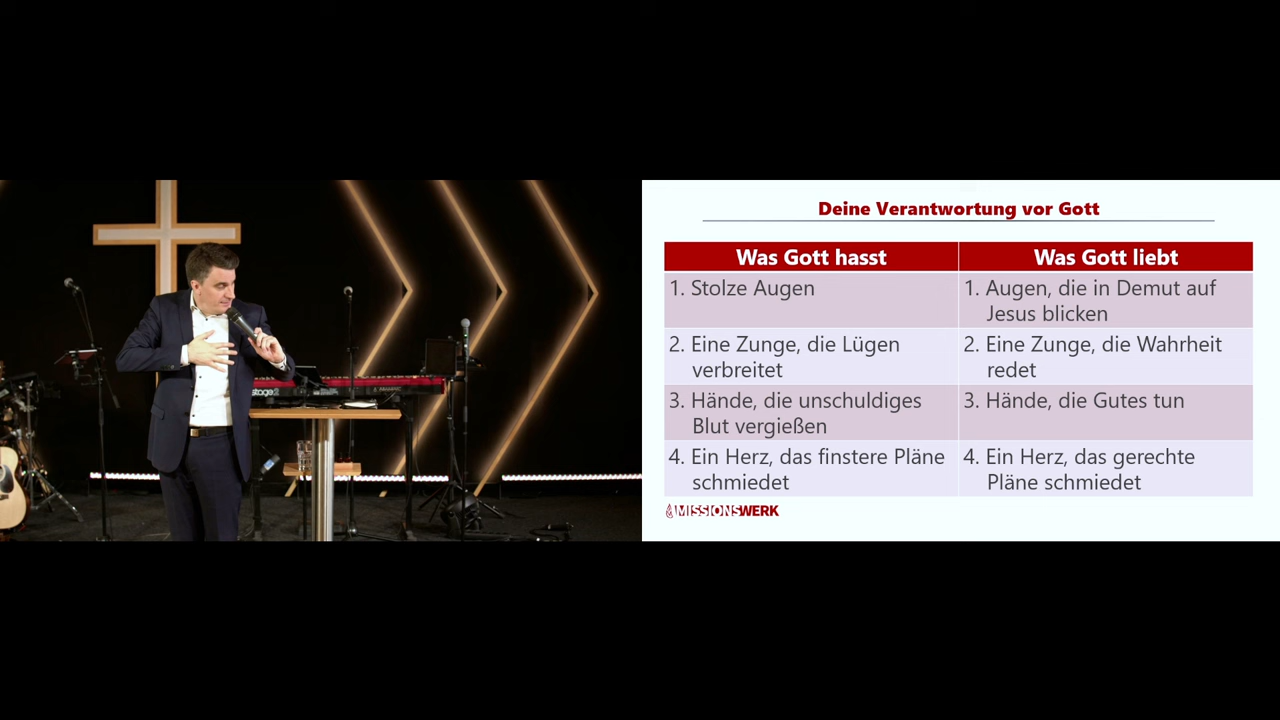 Deine Verantwortung vor Gott
Was Gott hasst
Was Gott liebt
1. Stolze Augen
1. Augen, die in Demut auf
Jesus blicken
2. Eine Zunge, die Lügen
verbreitet
2. Eine Zunge, die Wahrheit
redet
3. Hände, die unschuldiges
Blut vergießen
3. Hände, die Gutes tun
4. Ein Herz, das finstere Pläne
schmiedet
4. Ein Herz, das gerechte
Pläne schmiedet
MISSIONSWERK
stage 2